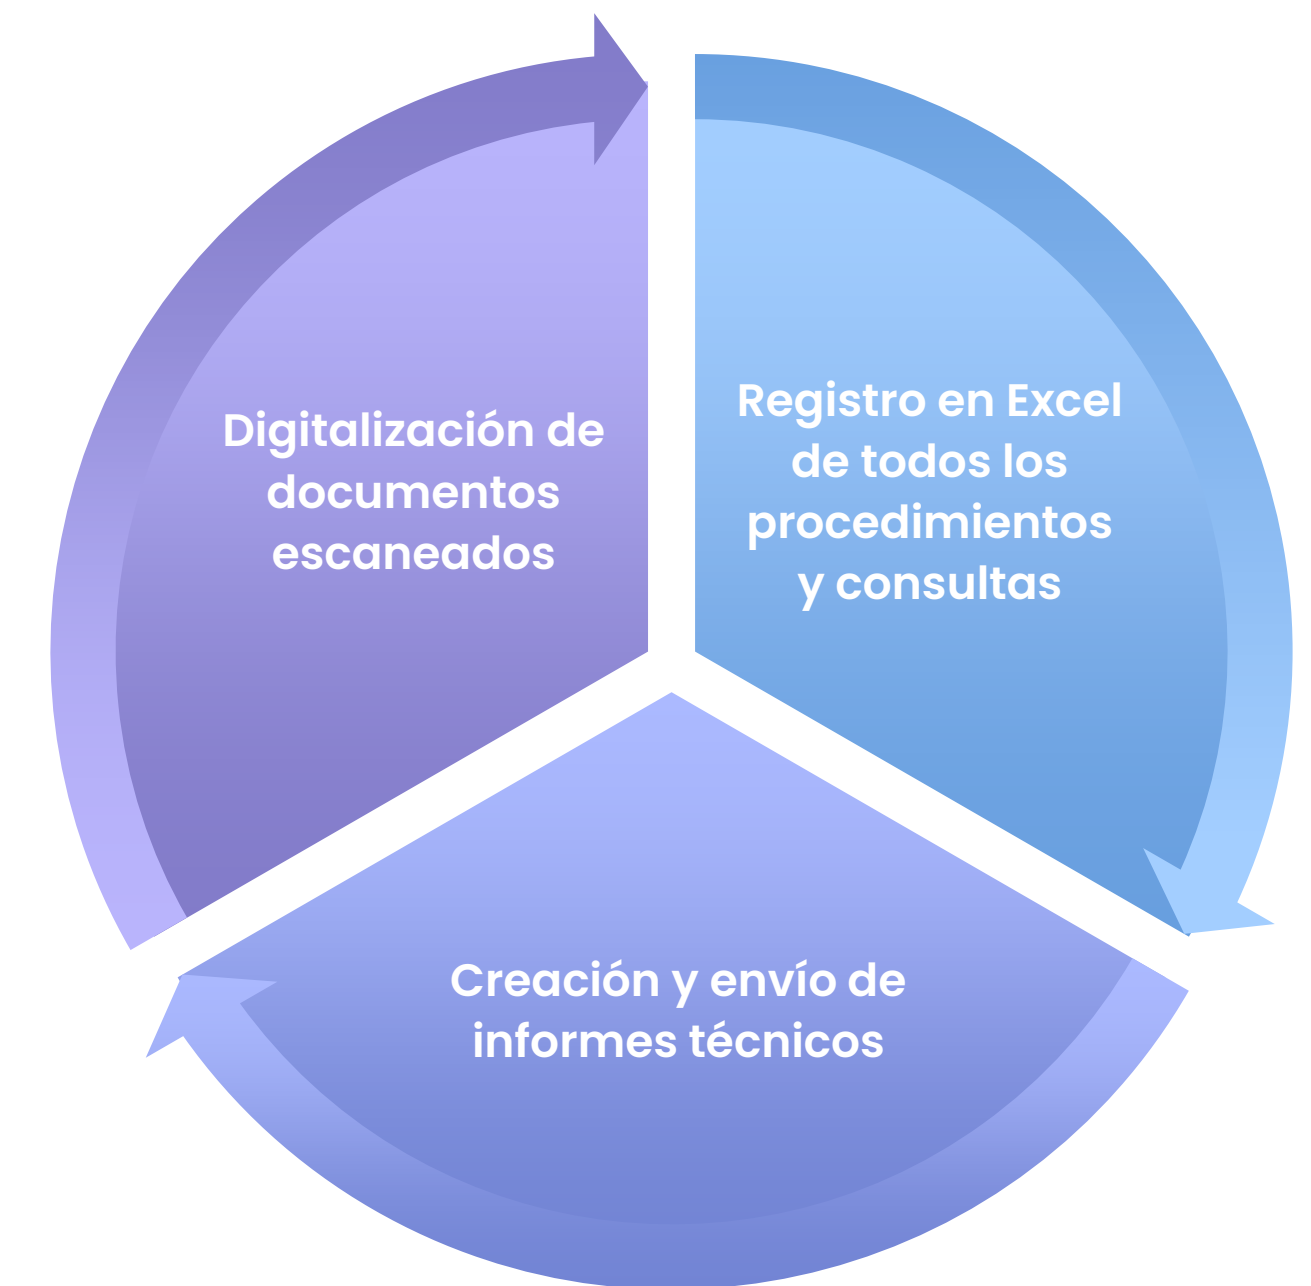 Digitalización de
documentos
escaneados
Registro en Excel
de todos los
procedimientos
y consultas
Creación y envío de
informes técnicos